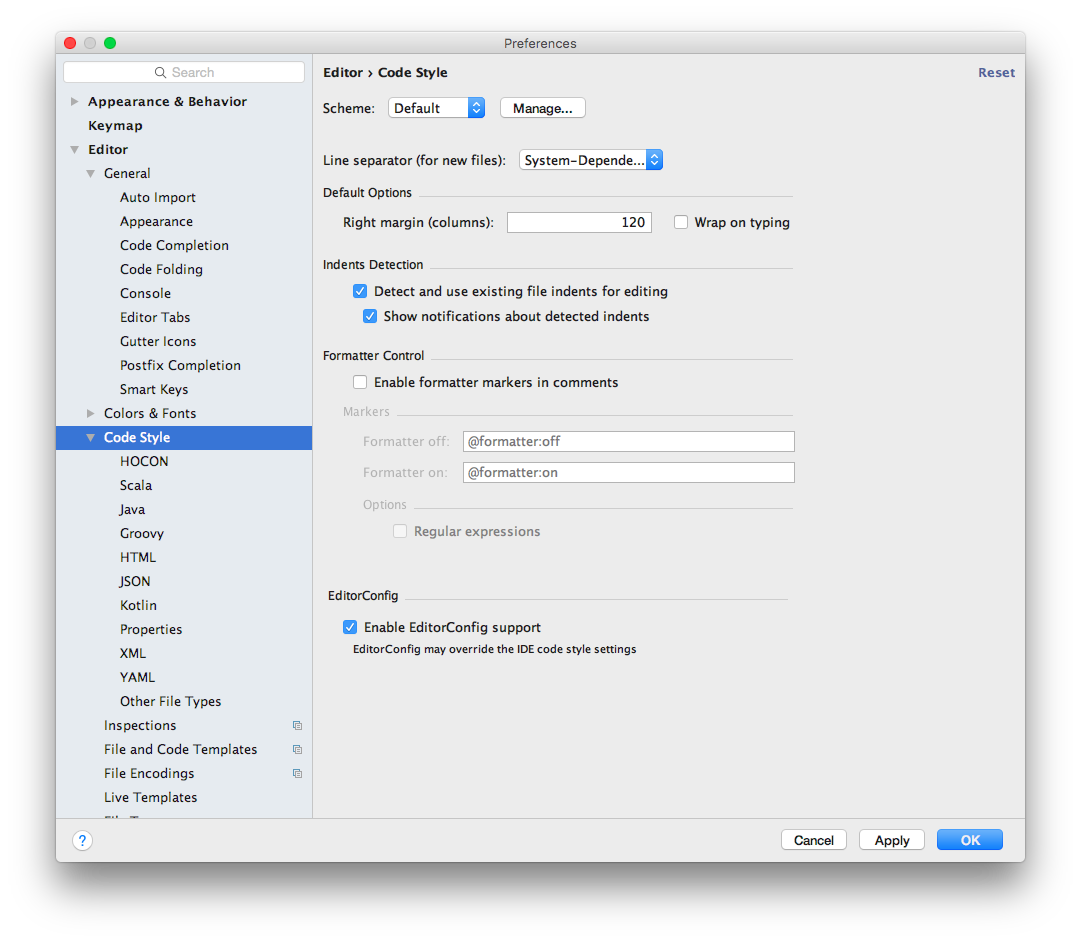 Preferences
Search
Appearance & Behavior
Keymap
Editor
General
Auto Import
Appearance
Code Completion
Code Folding
Console
Editor Tabs
Gutter Icons
Postfix Completion
Smart Keys
Colors & Fonts
Code Style
HOCON
Scala
Java
Groovy
HTML
JSON
Kotlin
Properties
XML
YAML
Other File Types
Inspections
File and Code Templates
File Encodings
Live Templates
Editor › Code Style
Reset
Scheme: Default Manage...
Line separator (for new files): System-Depende...
Default Options
Right margin (columns): 120 Wrap on typing
Indents Detection
Detect and use existing file indents for editing
Show notifications about detected indents
Formatter Control
Enable formatter markers in comments
Markers
Formatter off: @formatter:off
Formatter on: @formatter:on
Options
Regular expressions
EditorConfig
Enable EditorConfig support
EditorConfig may override the IDE code style settings
? Cancel Apply OK